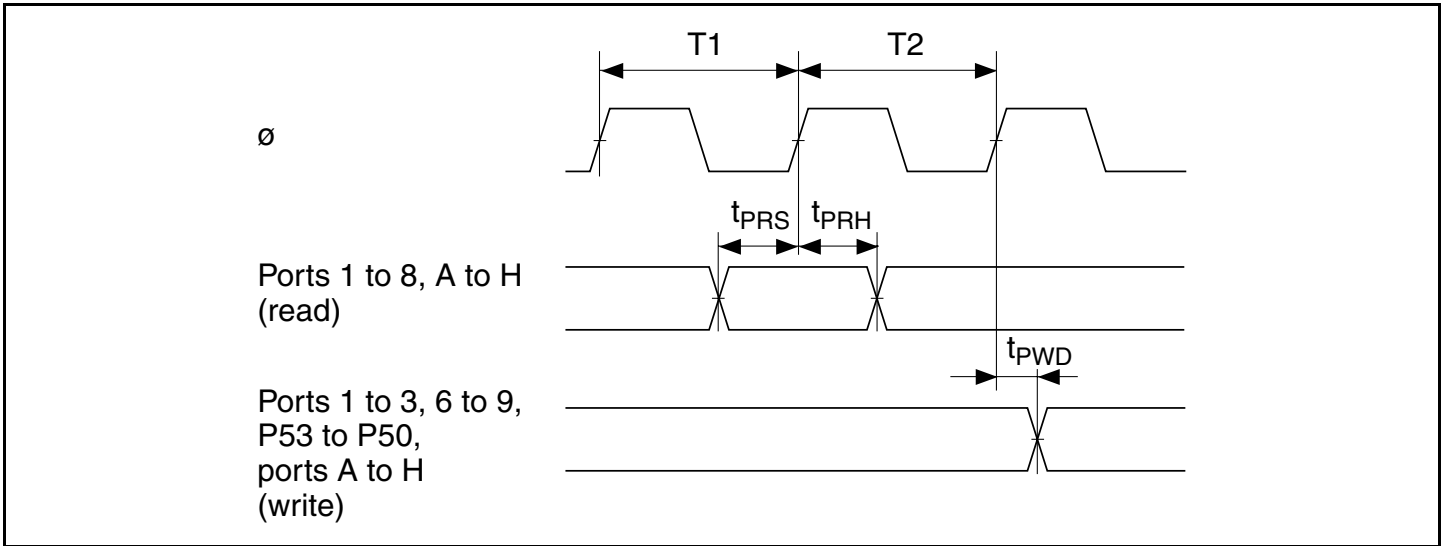 T1 T2
ø
tPRS tPRH
Ports 1 to 8, A to H
(read)
tPWD
Ports 1 to 3, 6 to 9,
P53 to P50,
ports A to H
(write)